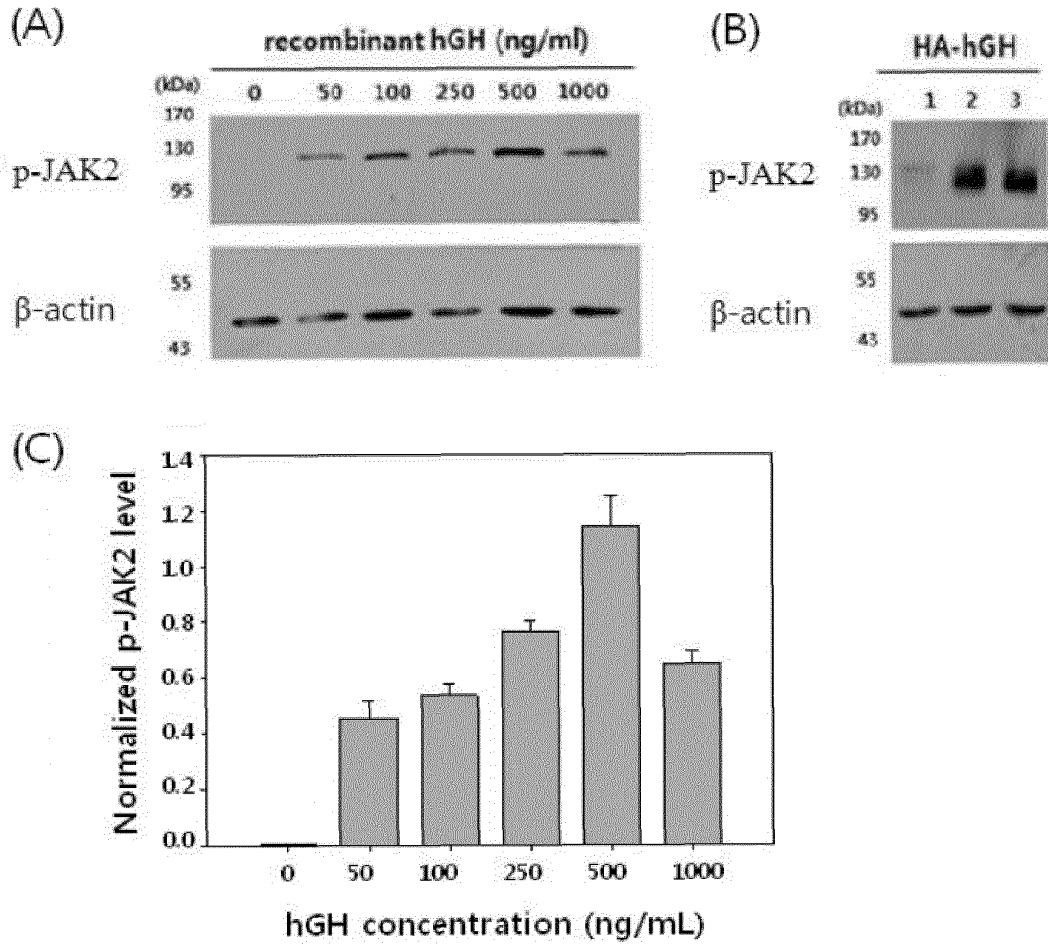 (A)
recombinant hGH (ng/ml)
(kDa) 0 50 100 250 500 1000
170
130
p-JAK2
95
55
β-actin
43
(B)
HA-hGH
(kDa) 1 2 3
170
130
p-JAK2
95
55
β-actin
43
(C)
Normalized p-JAK2 level
1.4
1.2
1.0
0.8
0.6
0.4
0.2
0.0
0 50 100 250 500 1000
hGH concentration (ng/mL)